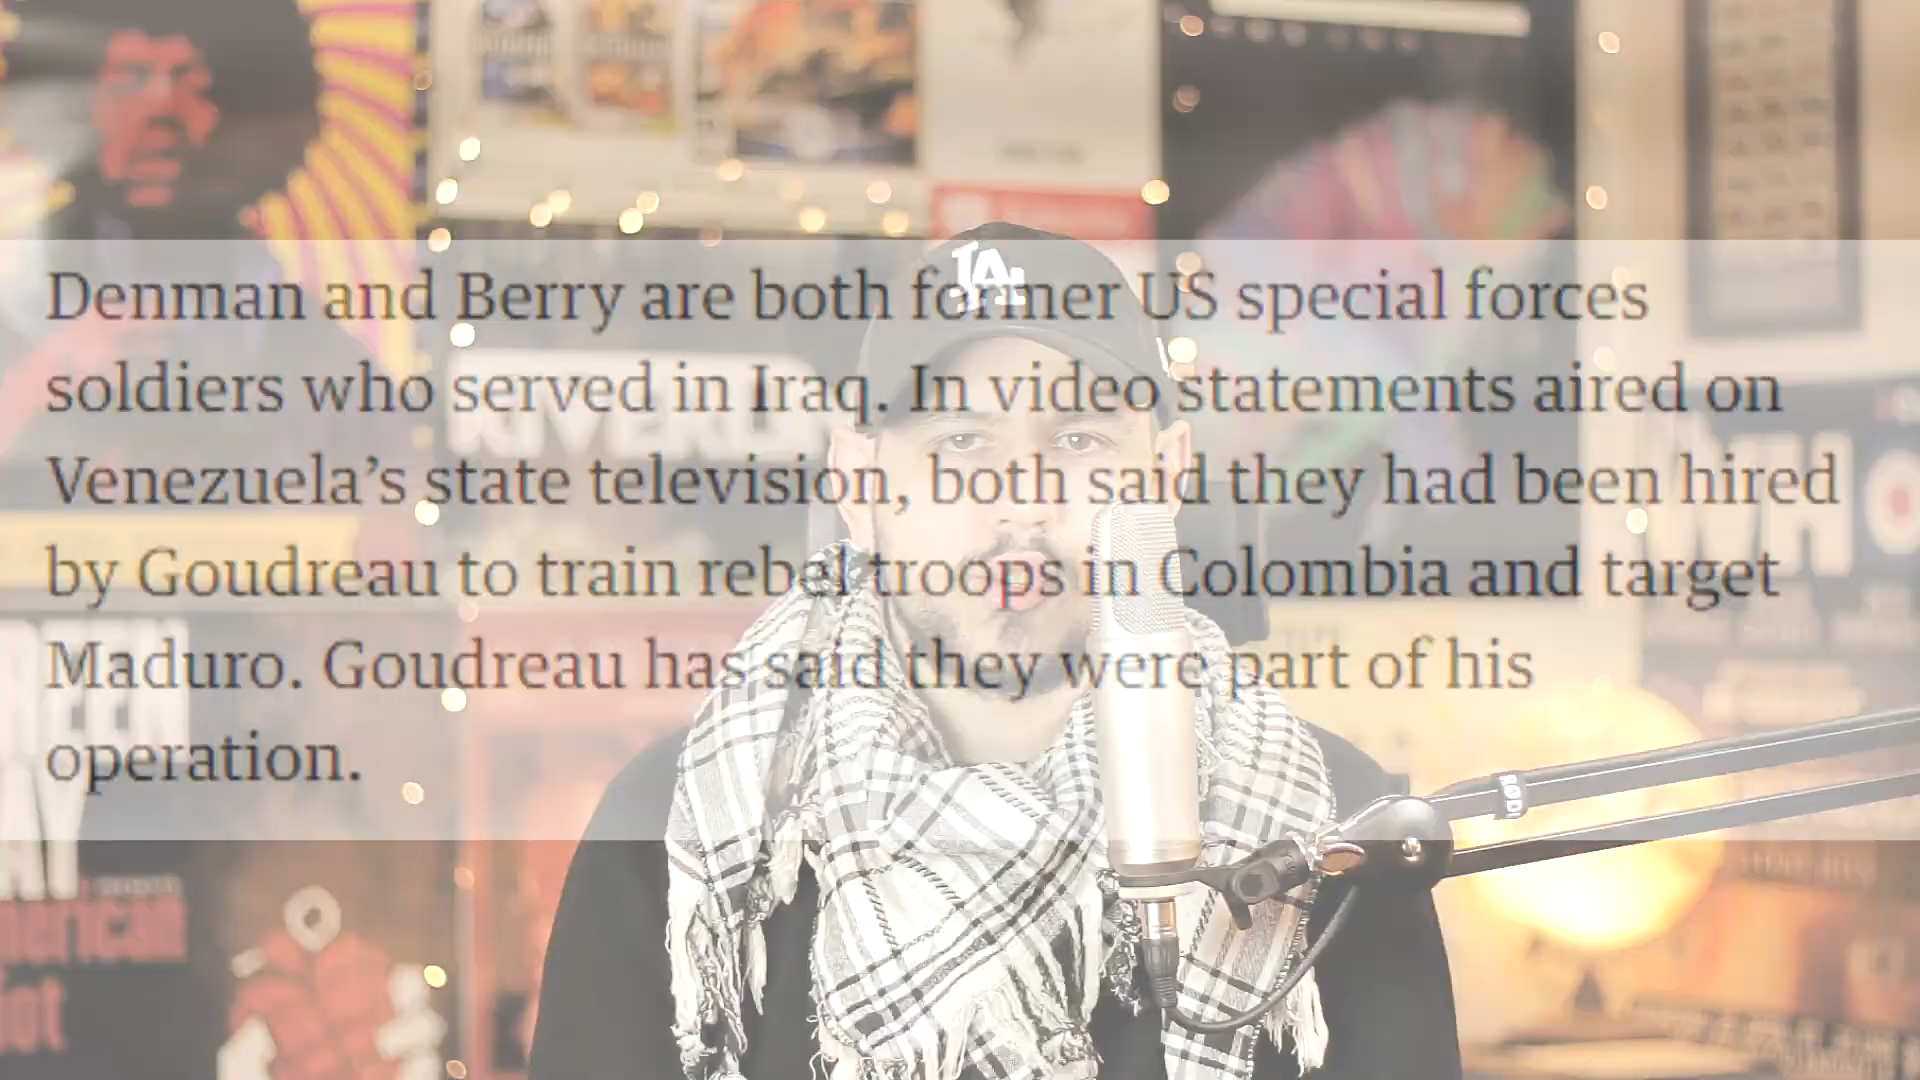 Denman and Berry are both former US special forces
soldiers who served in Iraq. In video statements aired on
Venezuela’s state television, both said they had been hired
by Goudreau to train rebel troops in Colombia and target
Maduro. Goudreau has said they were part of his
operation.
LA
RODE